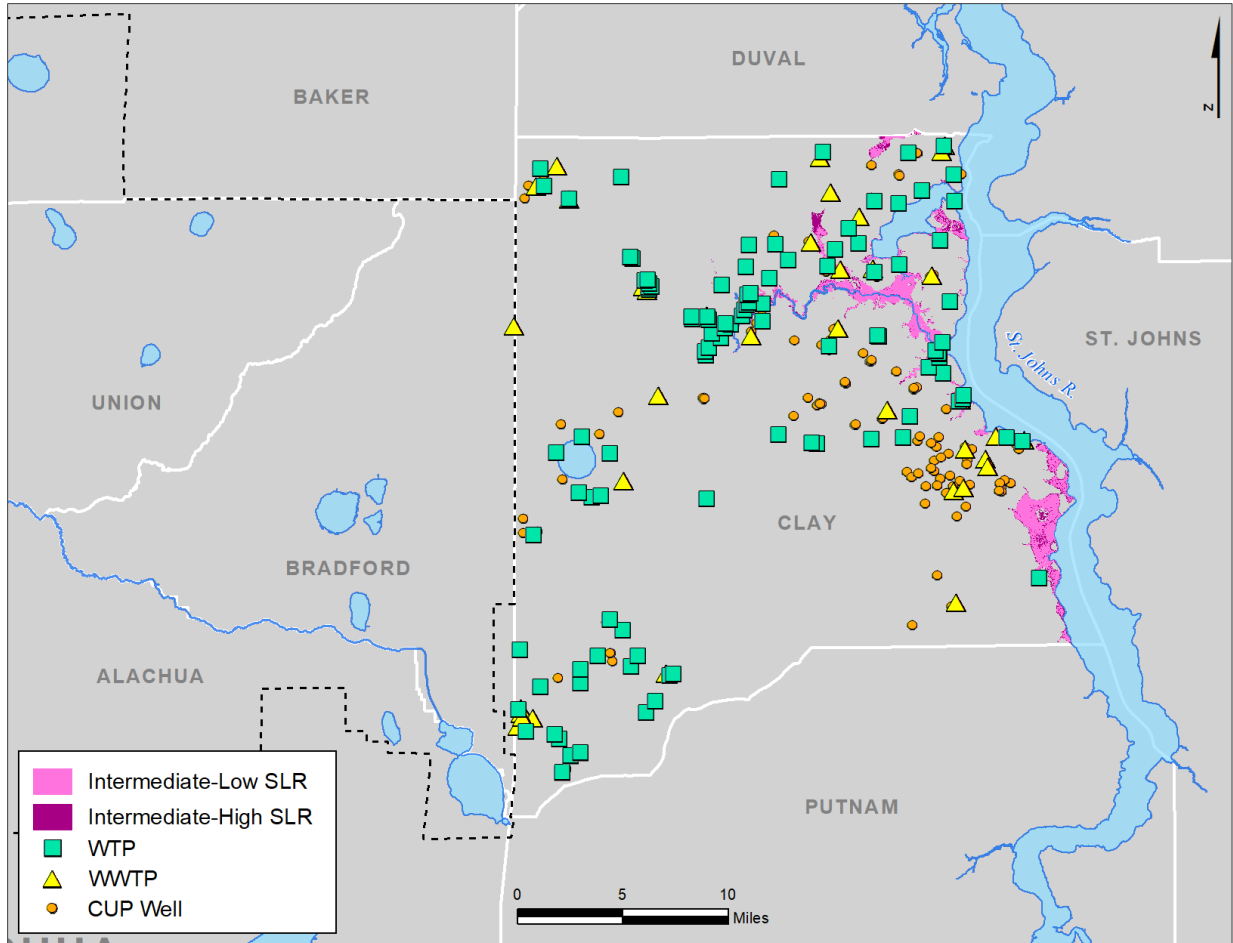 DUVAL
BAKER
N
ST. JOHNS
St. Johns R.
UNION
CLAY
BRADFORD
ALACHUA
PUTNAM
Intermediate-Low SLR
Intermediate-High SLR
WTP
WWTP
CUP Well
0 5 10
Miles